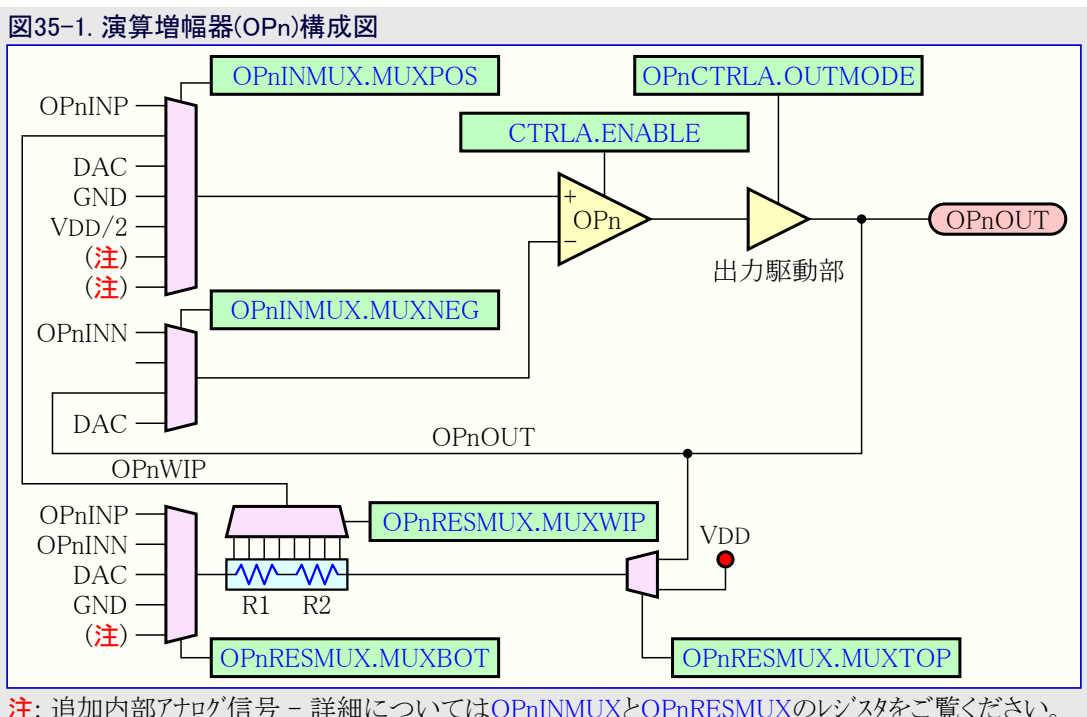 図35-1. 演算増幅器(OPn)構成図
OPnINMUX.MUXPOS
OPnCTRLA.OUTMODE
OPnINP
CTRLA.ENABLE
DAC
GND
VDD/2
(注)
(注)
+
OPn
−
OPnOUT
出力駆動部
OPnINMUX.MUXNEG
OPnINN
DAC
OPnOUT
OPnWIP
OPnINP
OPnINN
DAC
GND
(注)
OPnRESMUX.MUXWIP
VDD
R1 R2
OPnRESMUX.MUXBOT
OPnRESMUX.MUXTOP
注: 追加内部アナログ信号 - 詳細についてはOPnINMUXとOPnRESMUXのレジスタをご覧ください。